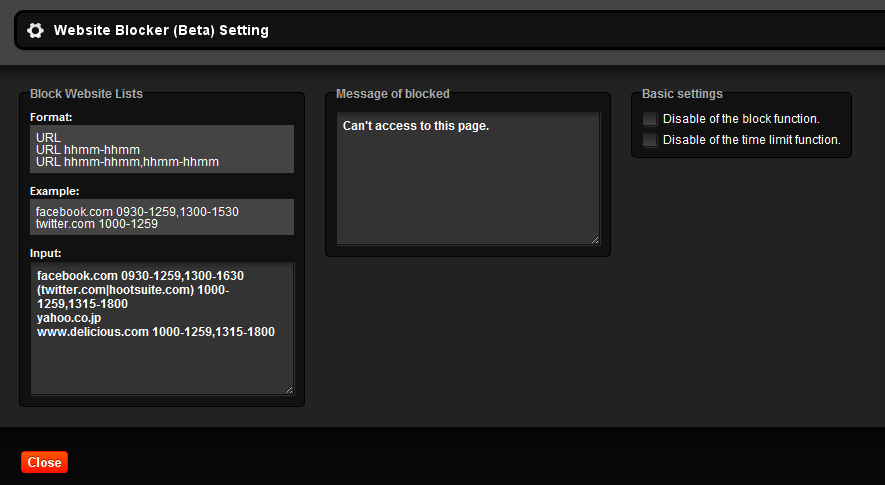 Website Blocker (Beta) Setting
Block Website Lists
Format:
URL
URL hhmm-hhmm
URL hhmm-hhmm,hhmm-hhmm
Example:
facebook.com 0930-1259,1300-1530
twitter.com 1000-1259
Input:
facebook.com 0930-1259,1300-1630
(twitter.com|hootsuite.com) 1000-
1259,1315-1800
yahoo.co.jp
www.delicious.com 1000-1259,1315-1800
Message of blocked
Can't access to this page.
Basic settings
Disable of the block function.
Disable of the time limit function.
Close